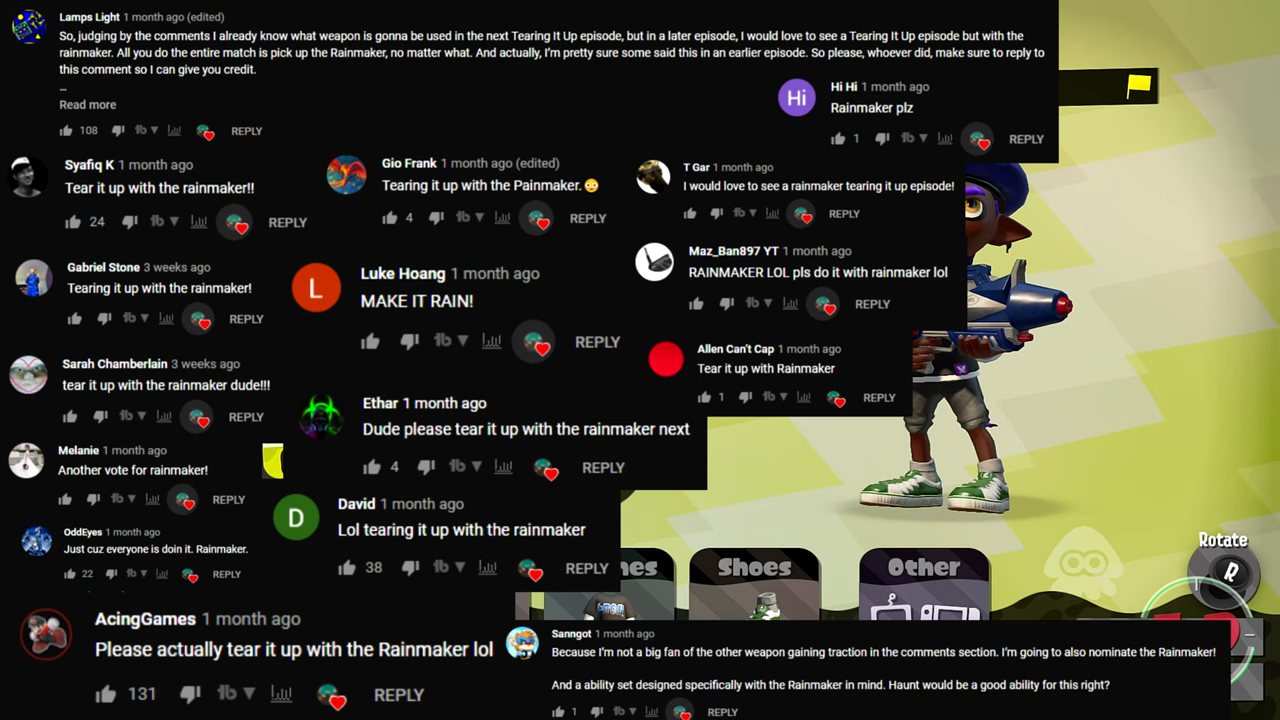 Lamps Light 1 month ago (edited)
So, judging by the comments I already know what weapon is gonna be used in the next Tearing It Up episode, but in a later episode, I would love to see a Tearing It Up episode but with the
rainmaker. All you do the entire match is pick up the Rainmaker, no matter what. And actually, I'm pretty sure some said this in an earlier episode. So please, whoever did, make sure to reply to
this comment so I can give you credit.
...
Read more
108 REPLY
Hi
Hi Hi 1 month ago
Rainmaker plz
1 REPLY
Syafiq K 1 month ago
Tear it up with the rainmaker!!
24 REPLY
Gio Frank 1 month ago (edited)
Tearing it up with the Painmaker.😳
4 REPLY
T Gar 1 month ago
I would love to see a rainmaker tearing it up episode!
REPLY
Gabriel Stone 3 weeks ago
Tearing it up with the rainmaker!
REPLY
L
Luke Hoang 1 month ago
MAKE IT RAIN!
REPLY
Maz_Ban897 YT 1 month ago
RAINMAKER LOL pls do it with rainmaker lol
REPLY
Sarah Chamberlain 3 weeks ago
tear it up with the rainmaker dude!!!
REPLY
Allen Can't Cap 1 month ago
Tear it up with Rainmaker
1 REPLY
Ethar 1 month ago
Dude please tear it up with the rainmaker next
4 REPLY
Melanie 1 month ago
Another vote for rainmaker!
REPLY
D
David 1 month ago
Lol tearing it up with the rainmaker
38 REPLY
OddEyes 1 month ago
Just cuz everyone is doin it. Rainmaker.
22 REPLY
AcingGames 1 month ago
Please actually tear it up with the Rainmaker lol
131 REPLY
Sanngot 1 month ago
Because I'm not a big fan of the other weapon gaining traction in the comments section. I'm going to also nominate the Rainmaker!
And a ability set designed specifically with the Rainmaker in mind. Haunt would be a good ability for this right?
1 REPLY
Shoes
Other
Rotate
R